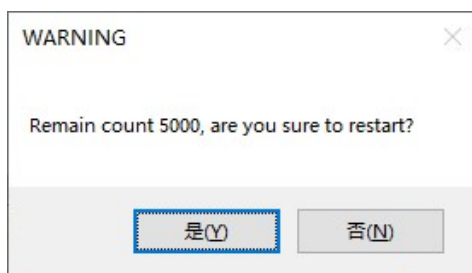 WARNING
Remain count 5000, are you sure to restart?
是(Y)
否(N)